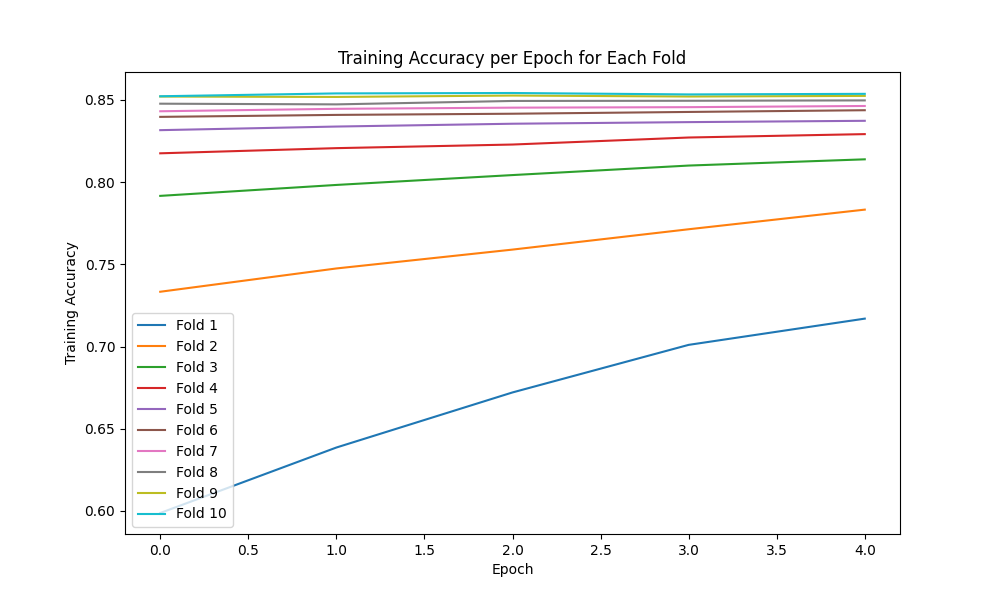 Training Accuracy per Epoch for Each Fold
Training Accuracy
0.85
0.80
0.75
0.70
0.65
0.60
Fold 1
Fold 2
Fold 3
Fold 4
Fold 5
Fold 6
Fold 7
Fold 8
Fold 9
Fold 10
0.0 0.5 1.0 1.5 2.0 2.5 3.0 3.5 4.0
Epoch